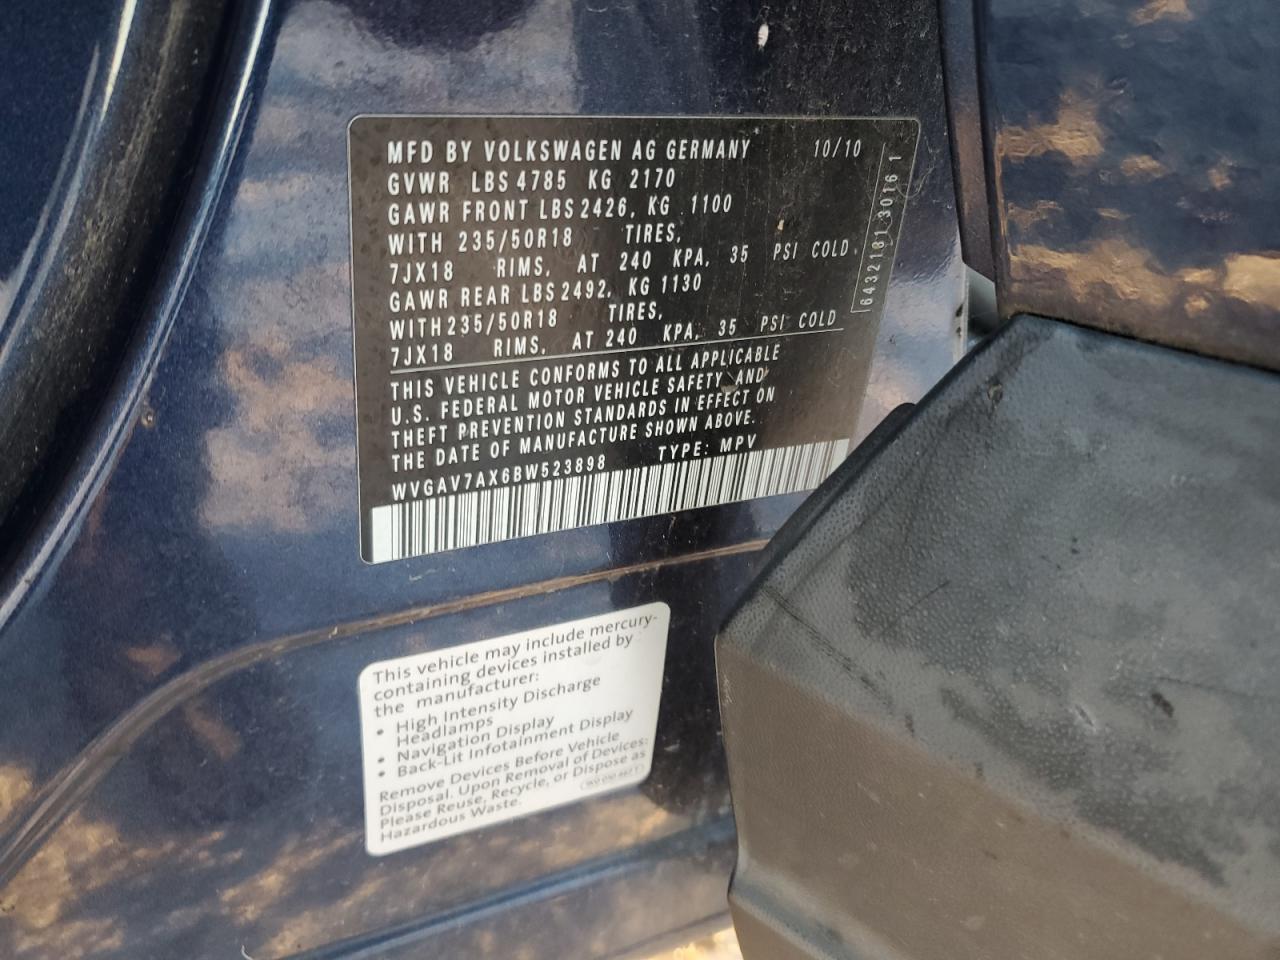 MFD BY VOLKSWAGEN AG GERMANY 10/10
GVWR LBS 4785 KG 2170
GAWR FRONT LBS 2426, KG 1100
WITH 235/50R18 TIRES,
7JX18 RIMS, AT 240 KPA, 35 PSI COLD.
GAWR REAR LBS 2492, KG 1130
WITH 235/50R18 TIRES,
7JX18 RIMS, AT 240 KPA, 35 PSI COLD
THIS VEHICLE CONFORMS TO ALL APPLICABLE
U.S. FEDERAL MOTOR VEHICLE SAFETY AND
THEFT PREVENTION STANDARDS IN EFFECT ON
THE DATE OF MANUFACTURE SHOWN ABOVE.
WVGAV7AX6BW523898 TYPE: MPV
64321813016 1
This vehicle may include mercury-
containing devices installed by
the manufacturer:
• High Intensity Discharge
Headlamps
• Navigation Display
• Back-Lit Infotainment Display
Remove Devices Before Vehicle
Disposal. Upon Removal of Devices:
Please Reuse, Recycle, or Dispose as
Hazardous Waste.